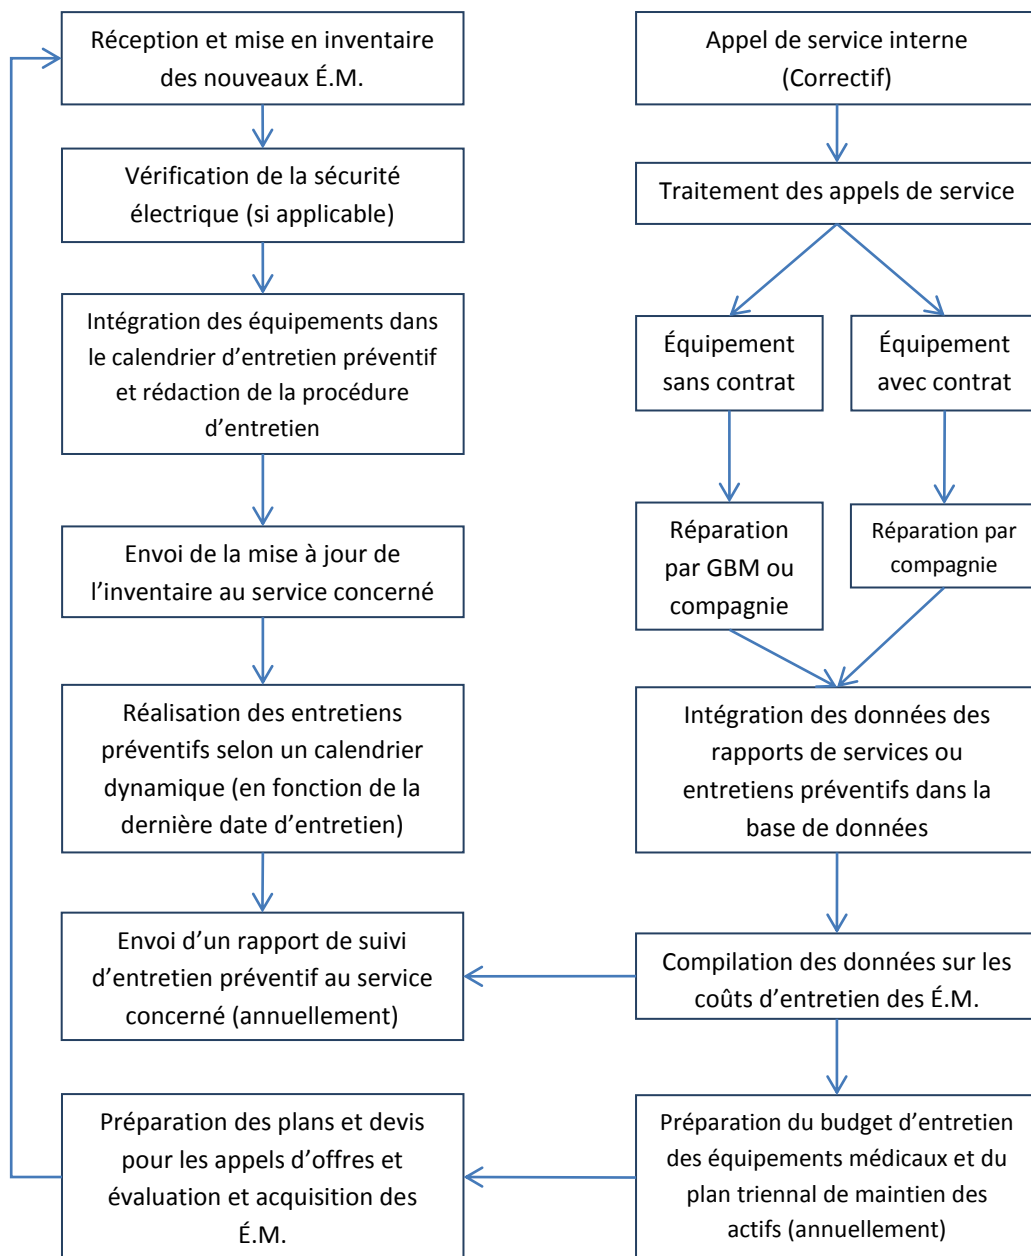 Réception et mise en inventaire
des nouveaux É.M.
Vérification de la sécurité
électrique (si applicable)
Intégration des équipements dans
le calendrier d'entretien préventif
et rédaction de la procédure
d'entretien
Envoi de la mise à jour de
l'inventaire au service concerné
Réalisation des entretiens
préventifs selon un calendrier
dynamique (en fonction de la
dernière date d'entretien)
Envoi d'un rapport de suivi
d'entretien préventif au service
concerné (annuellement)
Préparation des plans et devis
pour les appels d'offres et
évaluation et acquisition des
É.M.
Appel de service interne
(Correctif)
Traitement des appels de service
Équipement
sans contrat
Équipement
avec contrat
Réparation
par GBM ou
compagnie
Réparation par
compagnie
Intégration des données des
rapports de services ou
entretiens préventifs dans la
base de données
Compilation des données sur les
coûts d'entretien des É.M.
Préparation du budget d'entretien
des équipements médicaux et du
plan triennal de maintien des
actifs (annuellement)